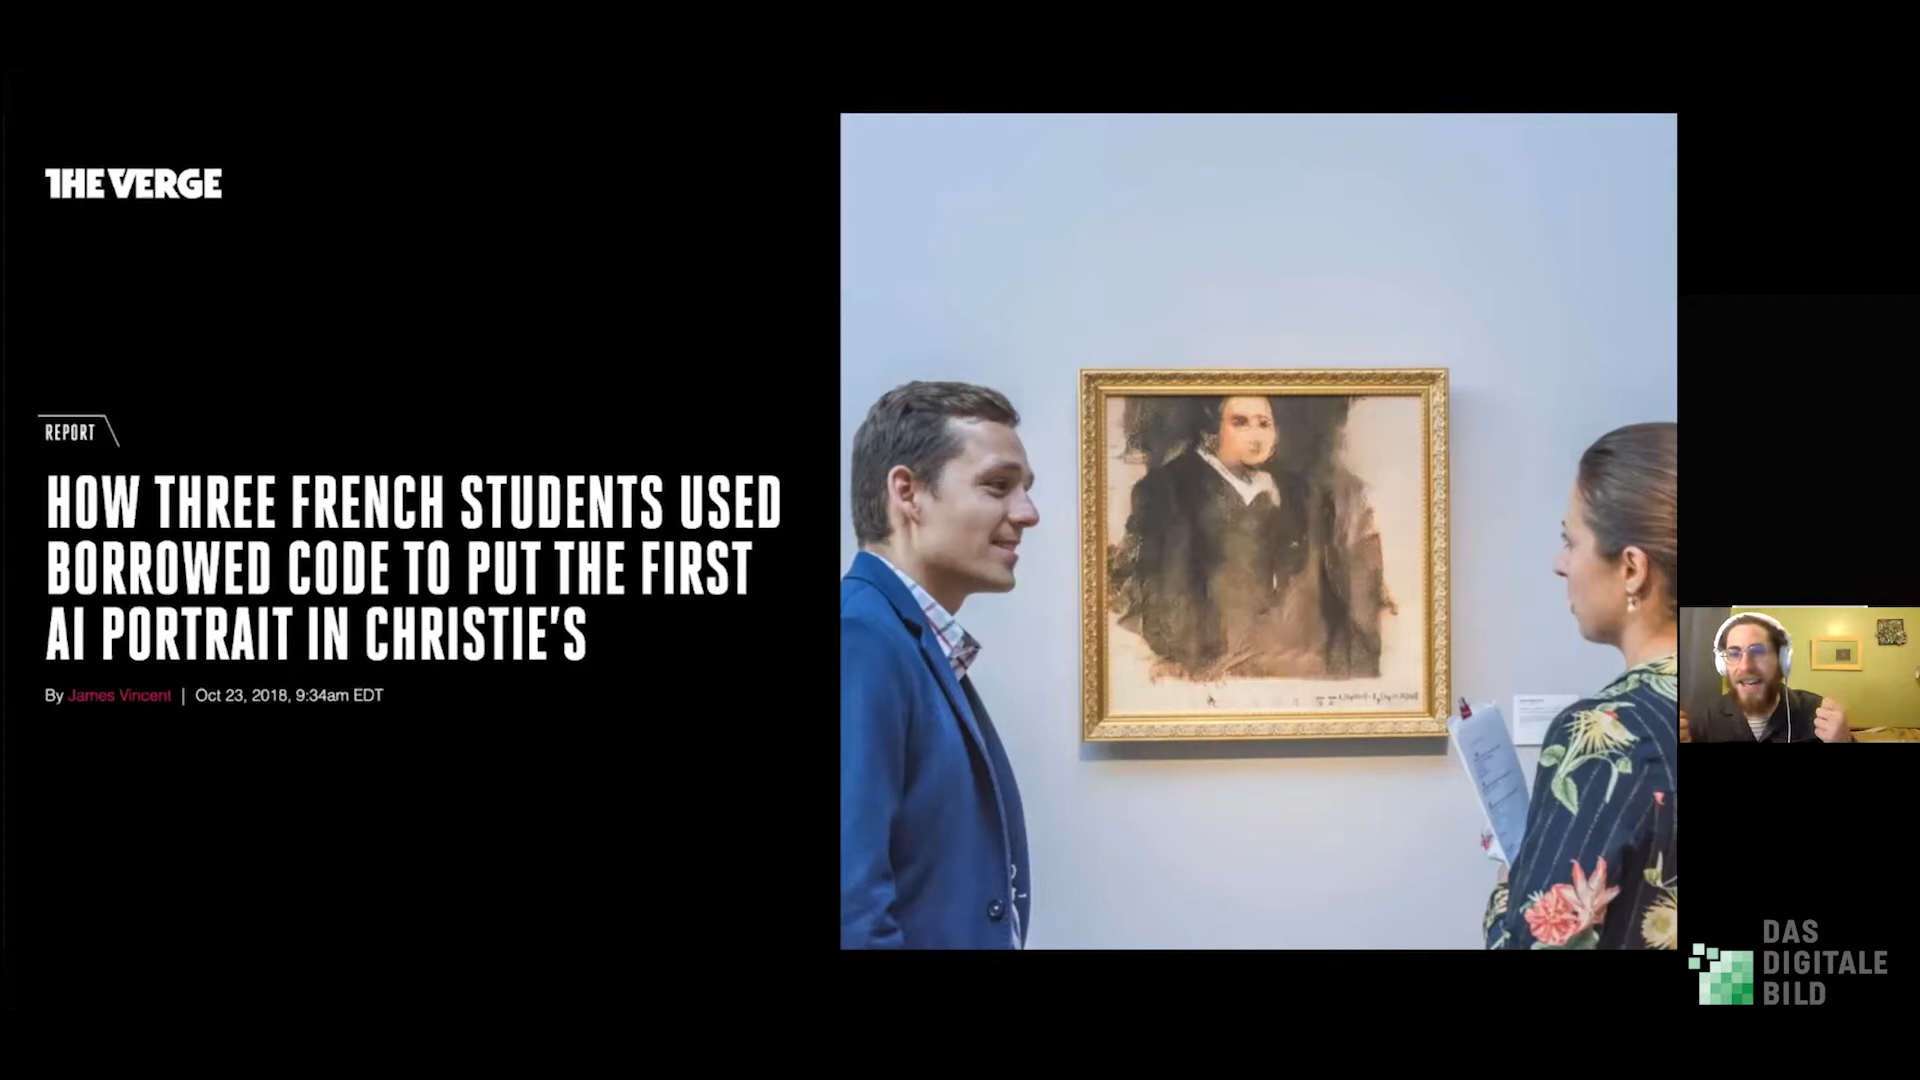 THE VERGE
REPORT
HOW THREE FRENCH STUDENTS USED
BORROWED CODE TO PUT THE FIRST
AI PORTRAIT IN CHRISTIE'S
By James Vincent | Oct 23, 2018, 9:34am EDT
DAS
DIGITALE
BILD